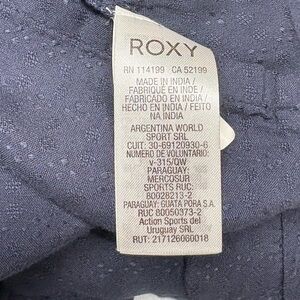 ROXY
RN 114199 CA 52199
MADE IN INDIA /
FABRIQUÉ EN INDE /
FABRICADO EN INDIA /
HECHO EN INDIA / FEITO
NA INDIA
ARGENTINA WORLD
SPORT SRL
CUIT: 30-69120930-6
NUMERO DE VOLUNTARIO:
v-315/QW
PARAGUAY:
MERCOSUR
SPORTS RUC:
80028213-2
PARAGUAY: GUATA PORA S.A.
RUC 80050373-2
Action Sports del
Uruguay SRL
RUT: 217126060018